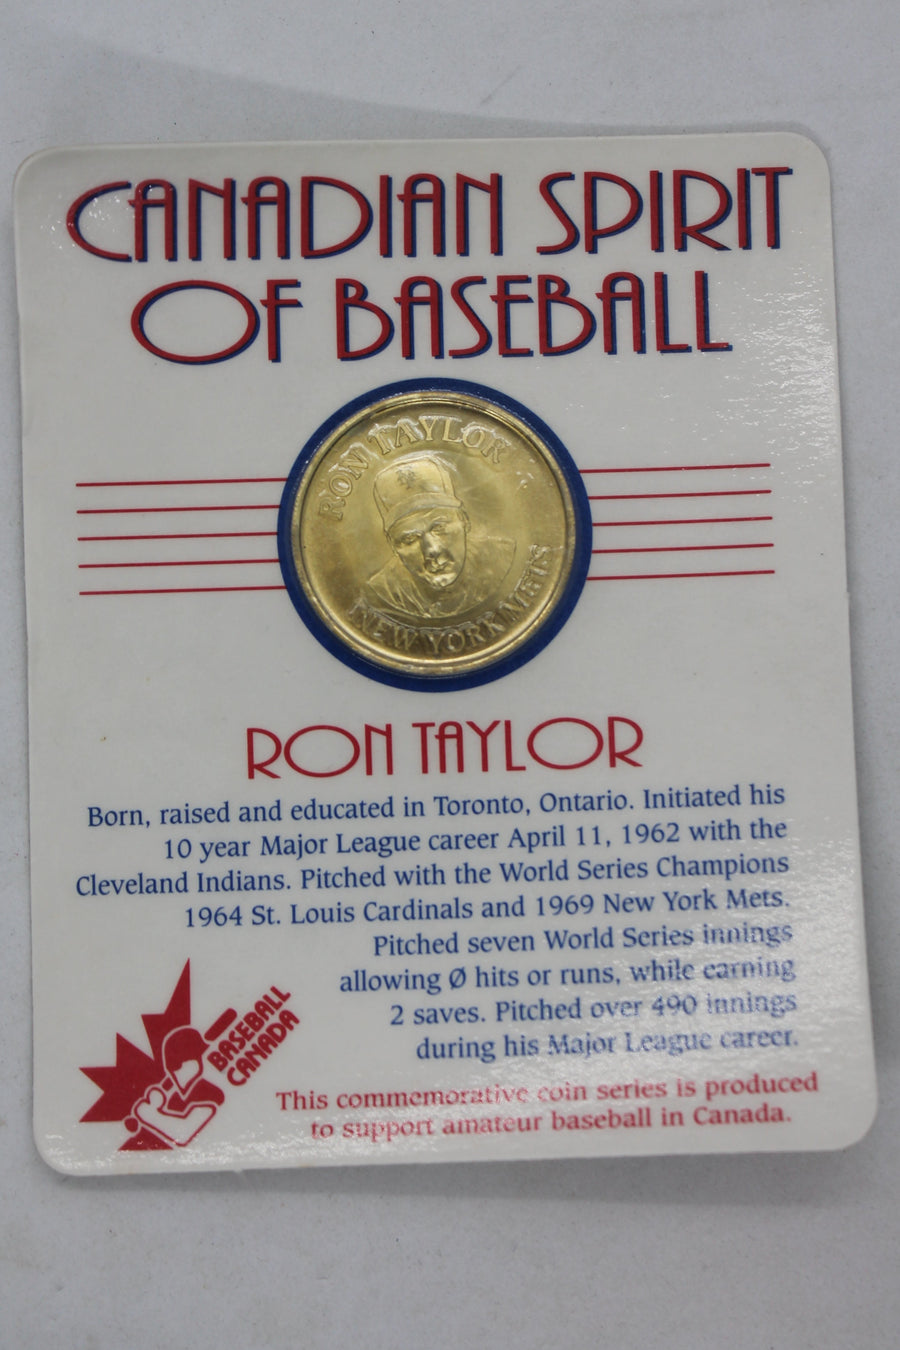 CANADIAN SPIRIT
OF BASEBALL
RON TAYLOR
NEW YORK METS
RON TAYLOR
Born, raised and educated in Toronto, Ontario. Initiated his
10 year Major League career April 11, 1962 with the
Cleveland Indians. Pitched with the World Series Champions
1964 St. Louis Cardinals and 1969 New York Mets.
Pitched seven World Series innings
allowing Ø hits or runs, while earning
2 saves. Pitched over 490 innings
during his Major League career.
BASEBALL
CANADA
This commemorative coin series is produced
to support amateur baseball in Canada.